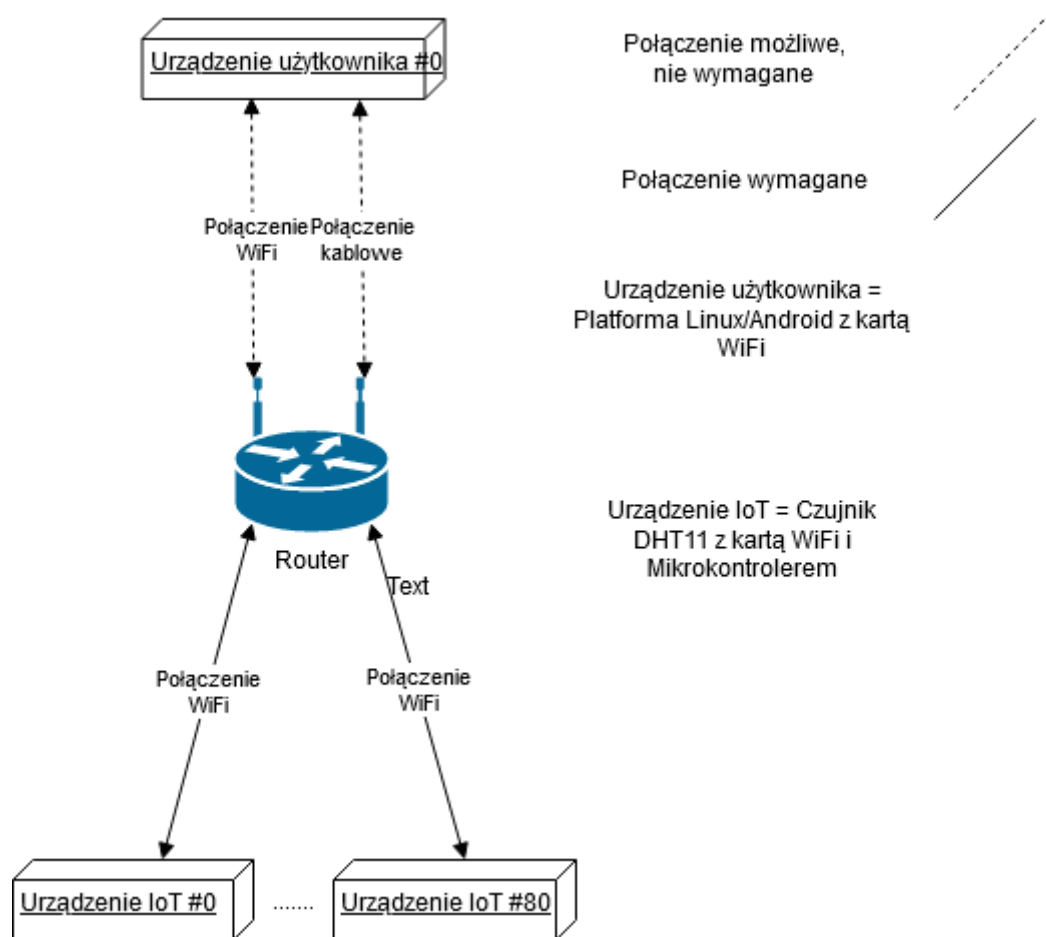 Urządzenie użytkownika #0
Połączenie możliwe,
nie wymagane
Połączenie wymagane
Połączenie
WiFi
Połączenie
kablowe
Urządzenie użytkownika =
Platforma Linux/Android z kartą
WiFi
Router
Text
Urządzenie IoT = Czujnik
DHT11 z kartą WiFi i
Mikrokontrolerem
Połączenie
WiFi
Połączenie
WiFi
Urządzenie IoT #0
.......
Urządzenie IoT #80